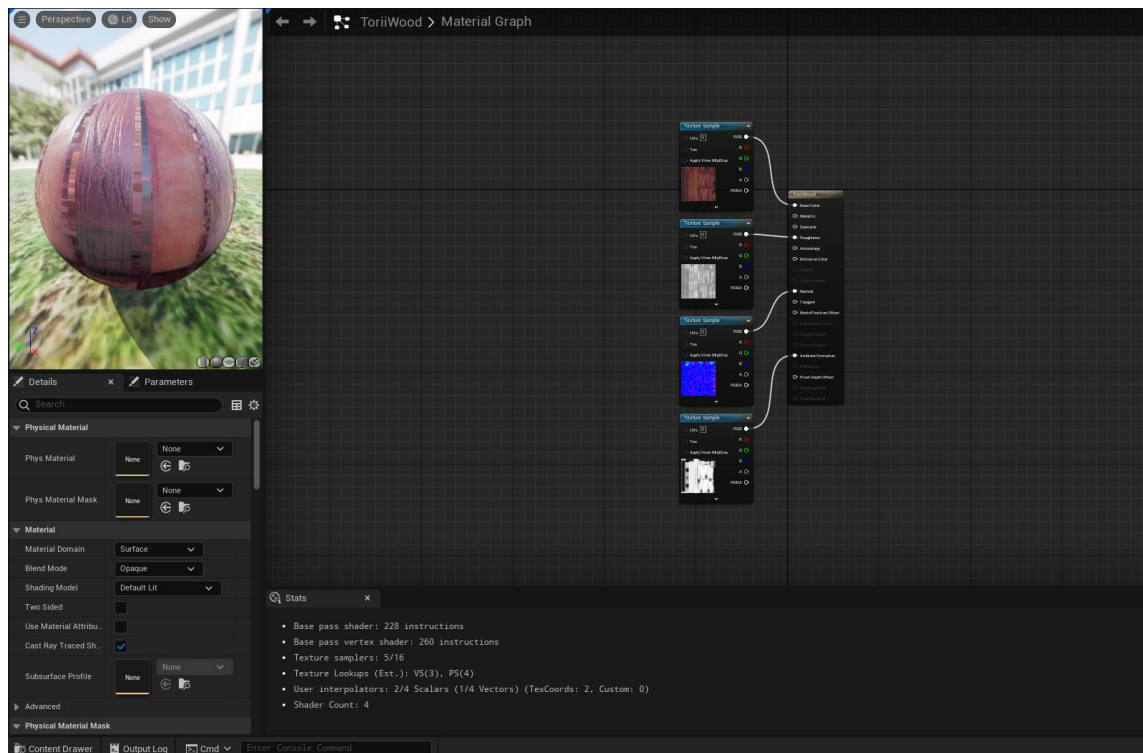 Perspective
Lit
Show
ToriiWood > Material Graph
Texture Sample
UVs 0
RGB
Tex
R
G
Apply View MipBias
B
A
RGBA
Texture Sample
UVs 0
RGB
Tex
R
G
Apply View MipBias
B
A
RGBA
Texture Sample
UVs 0
RGB
Tex
R
G
Apply View MipBias
B
A
RGBA
Texture Sample
UVs 0
RGB
Tex
R
G
Apply View MipBias
B
A
RGBA
ToriiWood
Base Color
Metallic
Specular
Roughness
Anisotropy
Emissive Color
Normal
Tangent
World Position Offset
Ambient Occlusion
Pixel Depth Offset
Z
X
Details × Parameters
Search
Physical Material
Phys Material
None
None
Phys Material Mask
None
None
Material
Material Domain Surface
Blend Mode Opaque
Shading Model Default Lit
Two Sided
Use Material Attribu...
Cast Ray Traced Sh...
Subsurface Profile
None
None
Advanced
Physical Material Mask
Stats ×
• Base pass shader: 228 instructions
• Base pass vertex shader: 260 instructions
• Texture samplers: 5/16
• Texture Lookups (Est.): VS(3), PS(4)
• User interpolators: 2/4 Scalars (1/4 Vectors) (TexCoords: 2, Custom: 0)
• Shader Count: 4
Content Drawer Output Log Cmd Enter Console Command